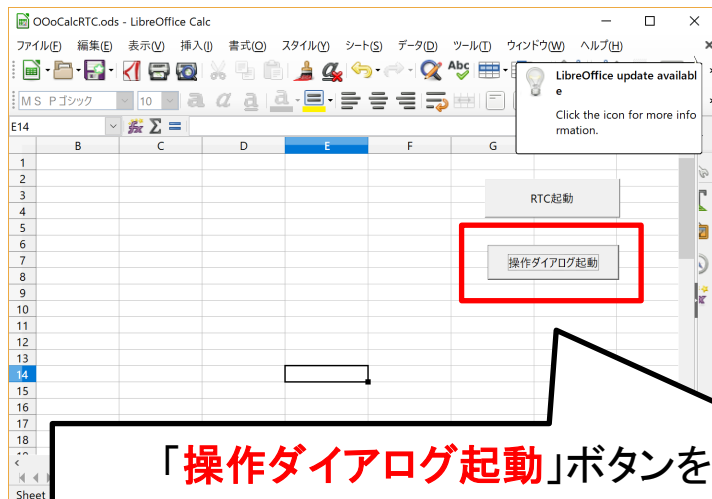 OOoCalcRTC.ods - LibreOffice Calc
ファイル(F) 編集(E) 表示(V) 挿入(I) 書式(O) スタイル(Y) シート(S) データ(D) ツール(T) ウィンドウ(W) ヘルプ(H)
LibreOffice update availabl
e
Click the icon for more info
rmation.
ＭＳ Ｐゴシック 10
E14
B C D E F G
1
2
3 RTC起動
4
5
6
7 操作ダイアログ起動
8
9
10
11
12
13
14
15
16
17
18
「操作ダイアログ起動」ボタンを
Sheet